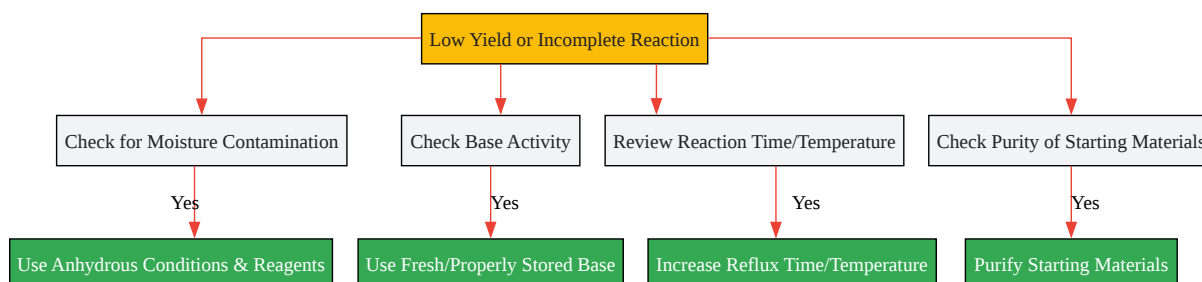 Low Yield or Incomplete Reaction
Check for Moisture Contamination
Check Base Activity
Review Reaction Time/Temperature
Check Purity of Starting Materials
Yes
Yes
Yes
Yes
Use Anhydrous Conditions & Reagents
Use Fresh/Properly Stored Base
Increase Reflux Time/Temperature
Purify Starting Materials